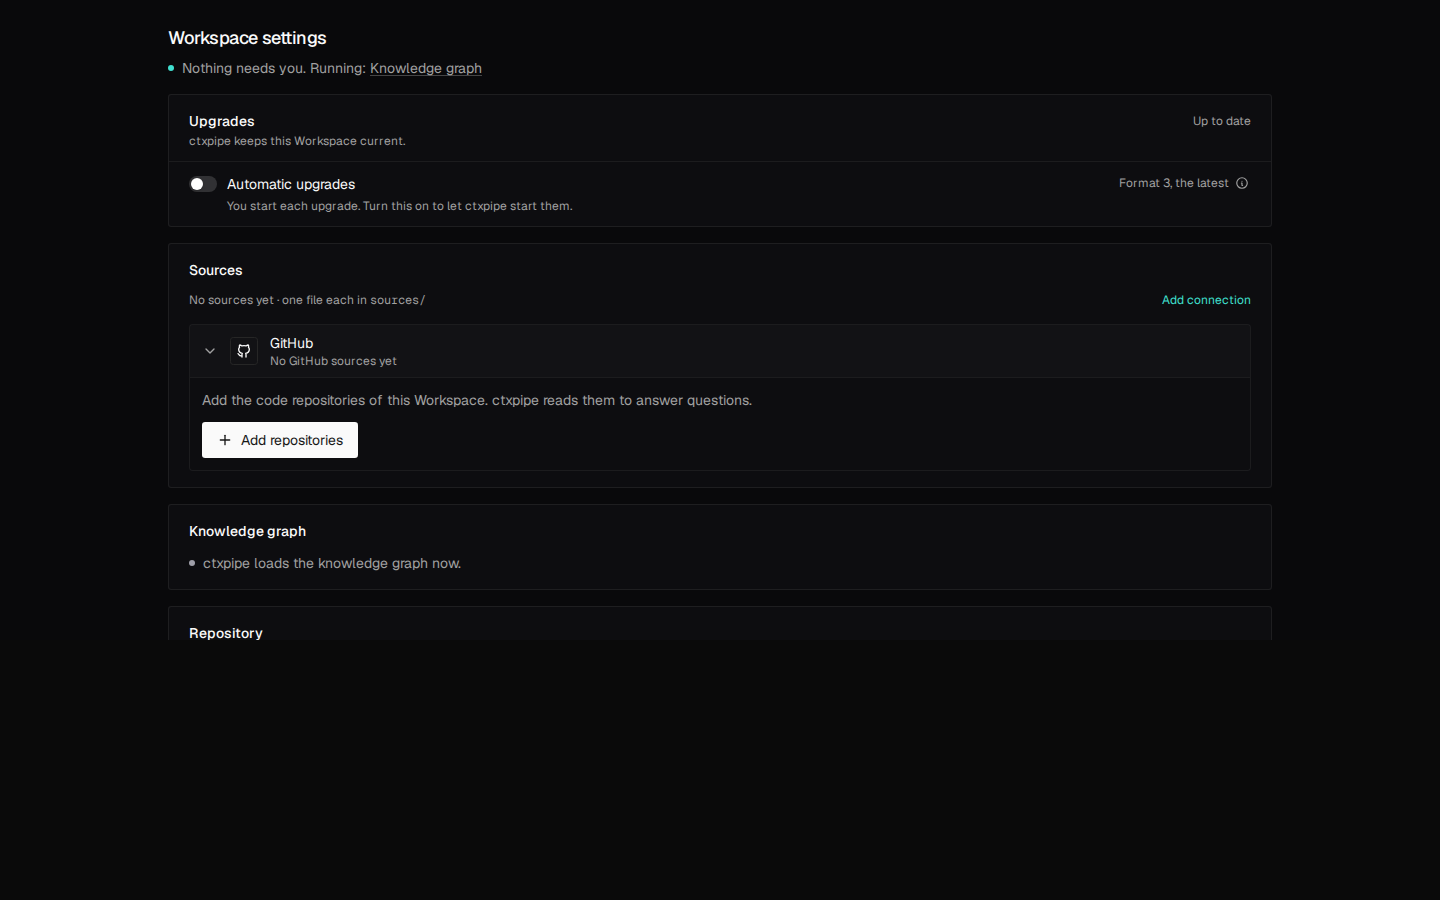 Workspace settings
Nothing needs you. Running: Knowledge graph
Upgrades
Up to date
ctxpipe keeps this Workspace current.
Automatic upgrades
Format 3, the latest
You start each upgrade. Turn this on to let ctxpipe start them.
Sources
No sources yet · one file each in sources/
Add connection
GitHub
No GitHub sources yet
Add the code repositories of this Workspace. ctxpipe reads them to answer questions.
Add repositories
Knowledge graph
ctxpipe loads the knowledge graph now.
Repository